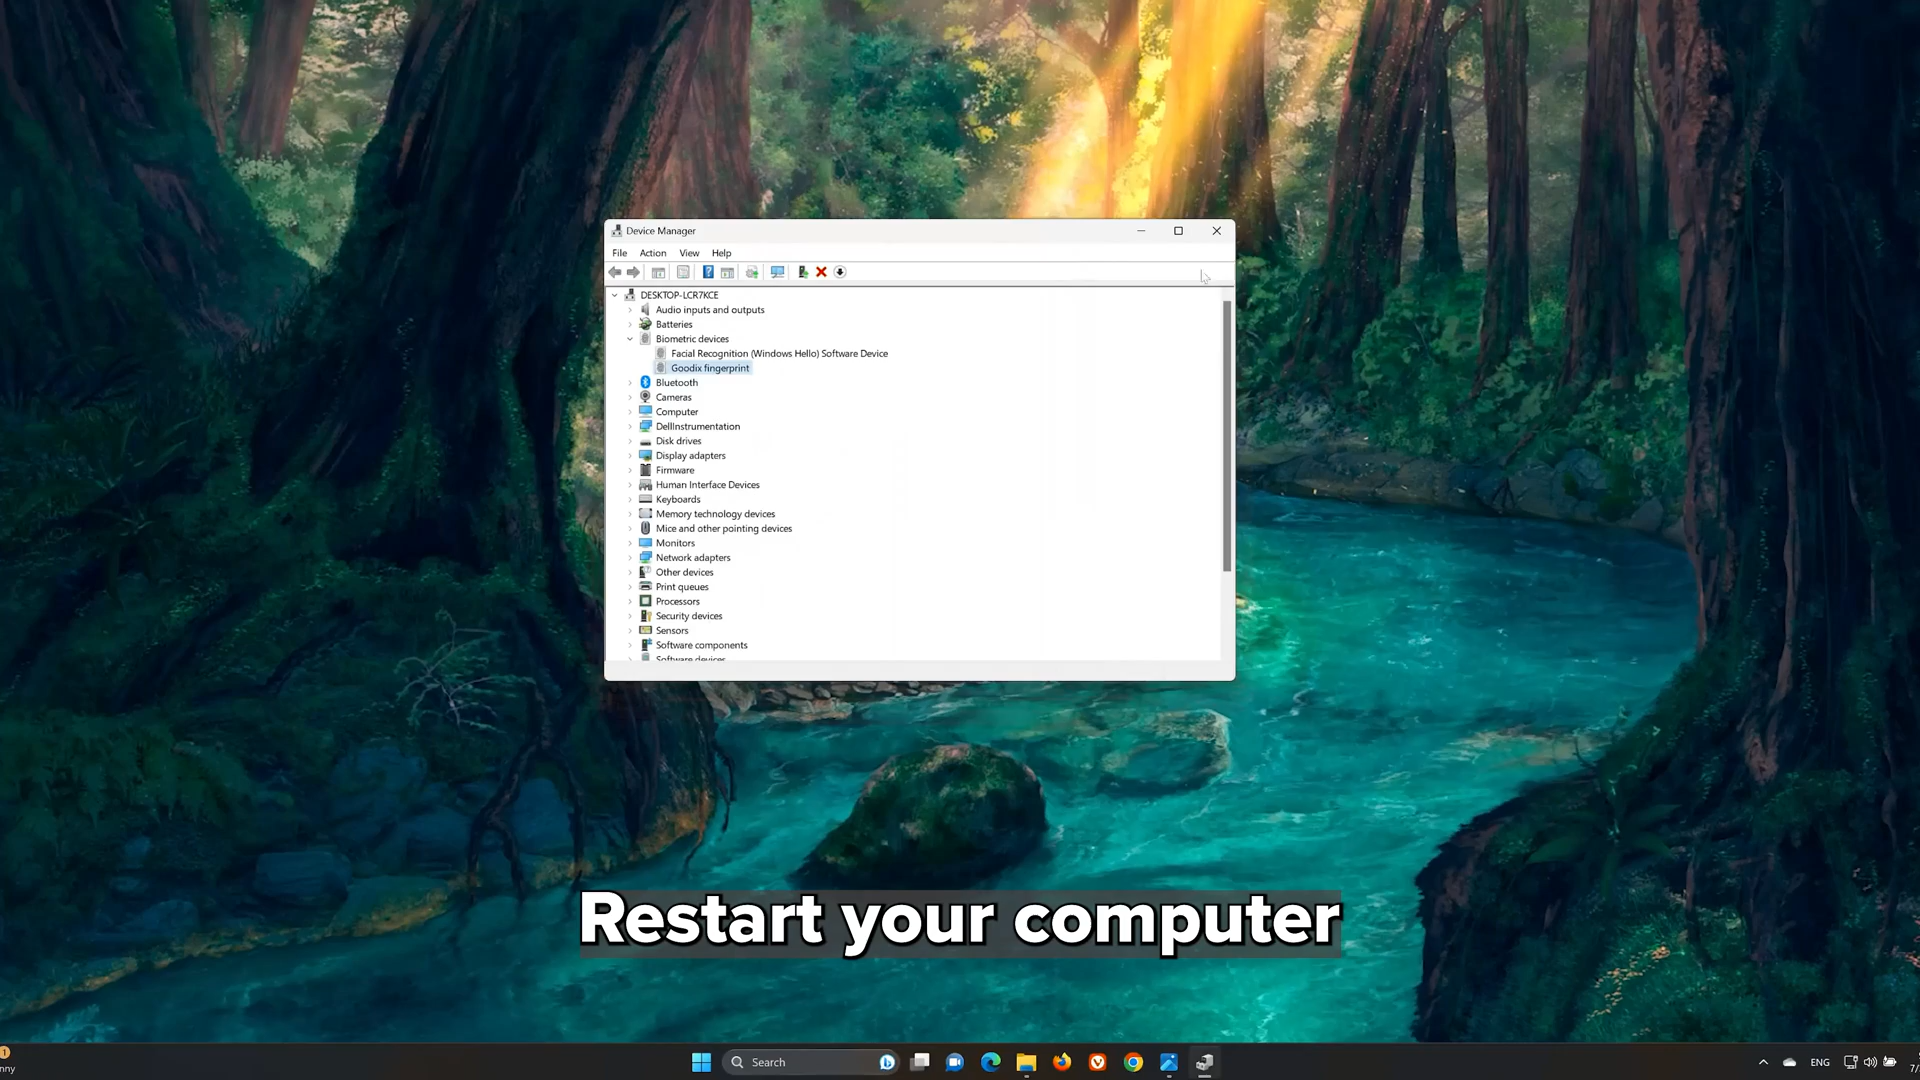 Device Manager
File Action View Help
DESKTOP-LCR7KCE
Audio inputs and outputs
Batteries
Biometric devices
Facial Recognition (Windows Hello) Software Device
Goodix fingerprint
Bluetooth
Cameras
Computer
DellInstrumentation
Disk drives
Display adapters
Firmware
Human Interface Devices
Keyboards
Memory technology devices
Mice and other pointing devices
Monitors
Network adapters
Other devices
Print queues
Processors
Security devices
Sensors
Software components
Software devices
Restart your computer
1
nny
Search
ENG
7/